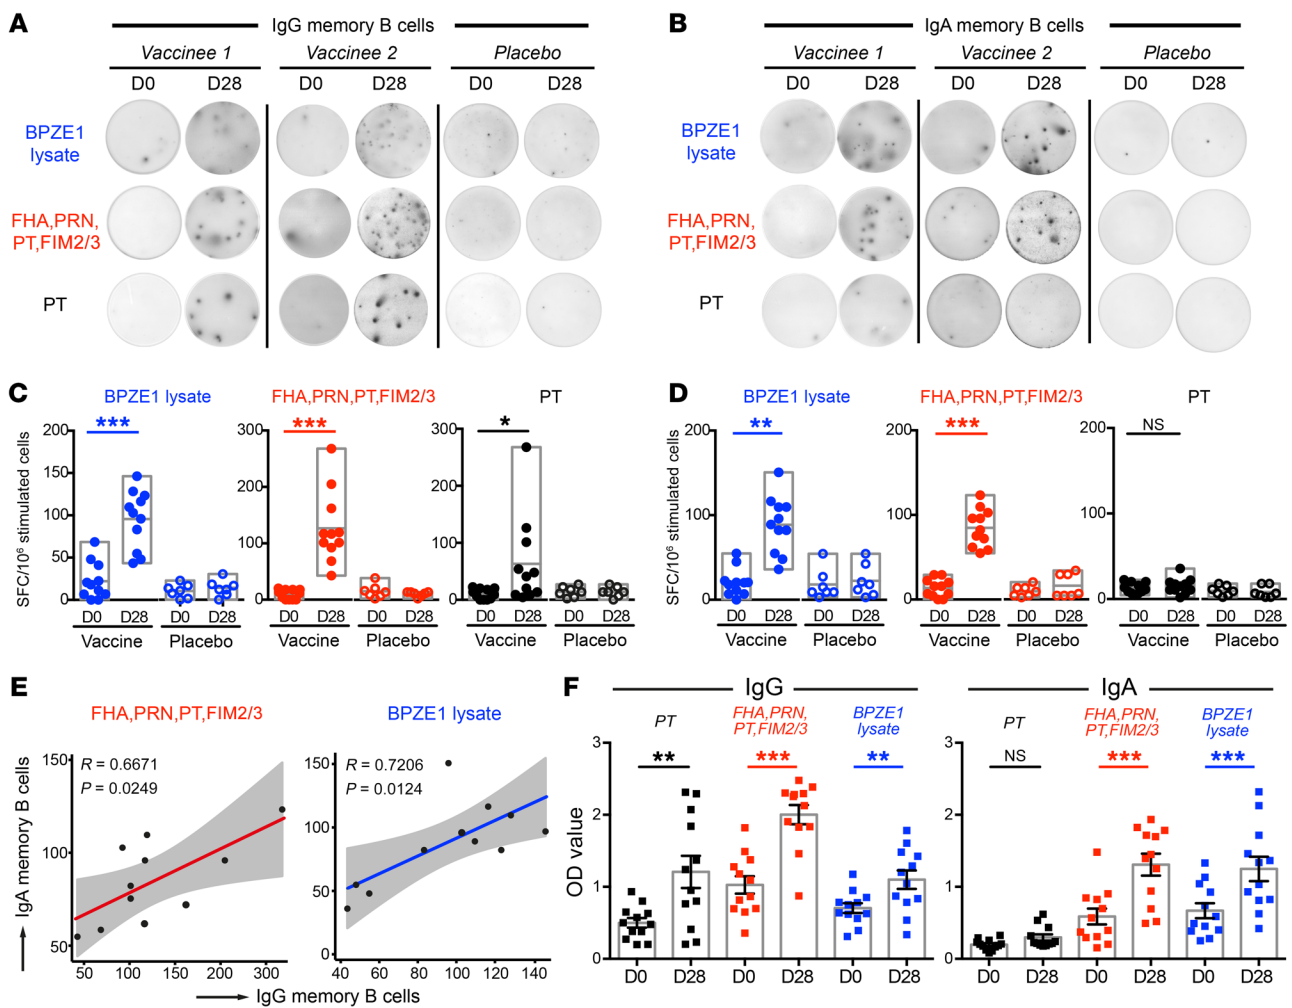 A
IgG memory B cells
Vaccinee 1
Vaccinee 2
Placebo
D0
D28
D0
D28
D0
D28
BPZE1
lysate
FHA,PRN,
PT,FIM2/3
PT
B
IgA memory B cells
Vaccinee 1
Vaccinee 2
Placebo
D0
D28
D0
D28
D0
D28
BPZE1
lysate
FHA,PRN,
PT,FIM2/3
PT
C
BPZE1 lysate
FHA,PRN,PT,FIM2/3
PT
SFC/10⁶ stimulated cells
200
150
100
50
0
***
D0 D28 D0 D28
Vaccine Placebo
300
200
100
0
***
D0 D28 D0 D28
Vaccine Placebo
300
200
100
0
*
D0 D28 D0 D28
Vaccine Placebo
D
BPZE1 lysate
FHA,PRN,PT,FIM2/3
PT
SFC/10⁶ stimulated cells
200
100
0
**
D0 D28 D0 D28
Vaccine Placebo
200
100
0
***
D0 D28 D0 D28
Vaccine Placebo
200
100
0
NS
D0 D28 D0 D28
Vaccine Placebo
E
FHA,PRN,PT,FIM2/3
BPZE1 lysate
IgA memory B cells
150
100
50
R = 0.6671
P = 0.0249
50 100 150 200 250 300
150
100
50
0
R = 0.7206
P = 0.0124
40 60 80 100 120 140
IgG memory B cells
F
IgG
IgA
PT
FHA,PRN,
PT,FIM2/3
BPZE1
lysate
PT
FHA,PRN,
PT,FIM2/3
BPZE1
lysate
OD value
3
2
1
0
**
***
**
D0 D28 D0 D28 D0 D28
3
2
1
0
NS
***
***
D0 D28 D0 D28 D0 D28